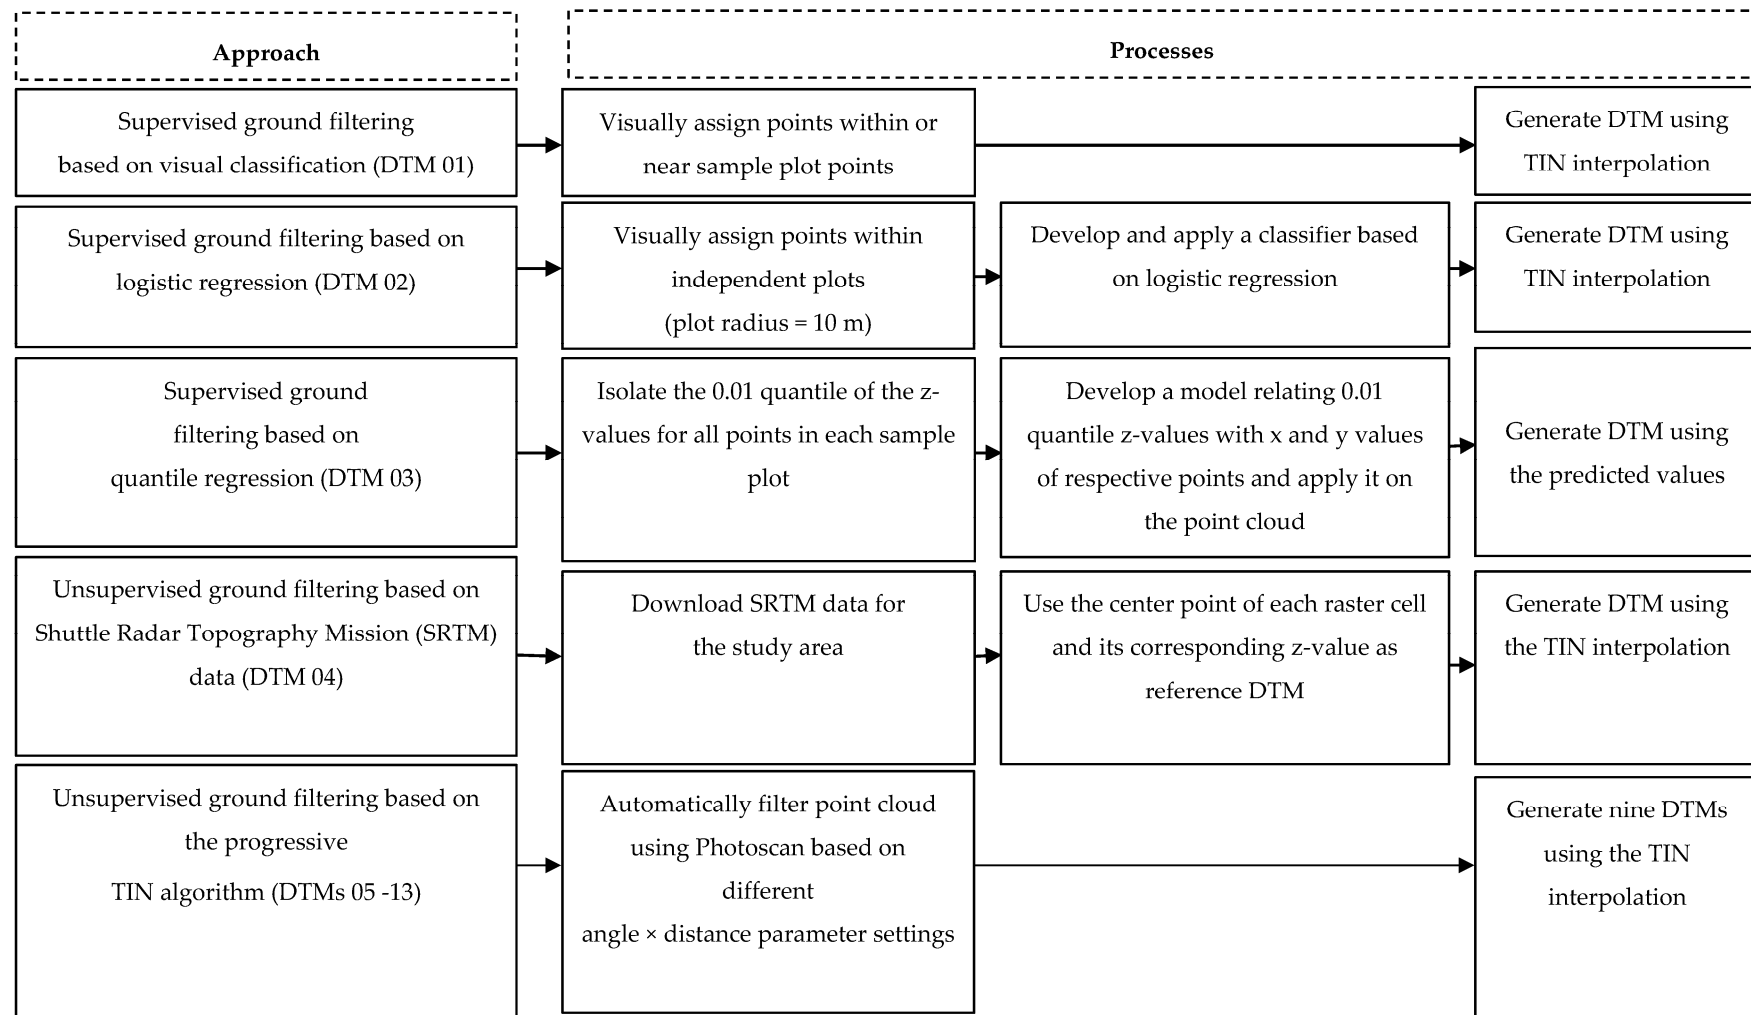 Approach
Processes
Supervised ground filtering
based on visual classification (DTM 01)
Visually assign points within or
near sample plot points
Generate DTM using
TIN interpolation
Supervised ground filtering based on
logistic regression (DTM 02)
Visually assign points within
independent plots
(plot radius = 10 m)
Develop and apply a classifier based
on logistic regression
Generate DTM using
TIN interpolation
Supervised ground
filtering based on
quantile regression (DTM 03)
Isolate the 0.01 quantile of the z-
values for all points in each sample
plot
Develop a model relating 0.01
quantile z-values with x and y values
of respective points and apply it on
the point cloud
Generate DTM using
the predicted values
Unsupervised ground filtering based on
Shuttle Radar Topography Mission (SRTM)
data (DTM 04)
Download SRTM data for
the study area
Use the center point of each raster cell
and its corresponding z-value as
reference DTM
Generate DTM using
the TIN interpolation
Unsupervised ground filtering based on
the progressive
TIN algorithm (DTMs 05 -13)
Automatically filter point cloud
using Photoscan based on
different
angle × distance parameter settings
Generate nine DTMs
using the TIN
interpolation